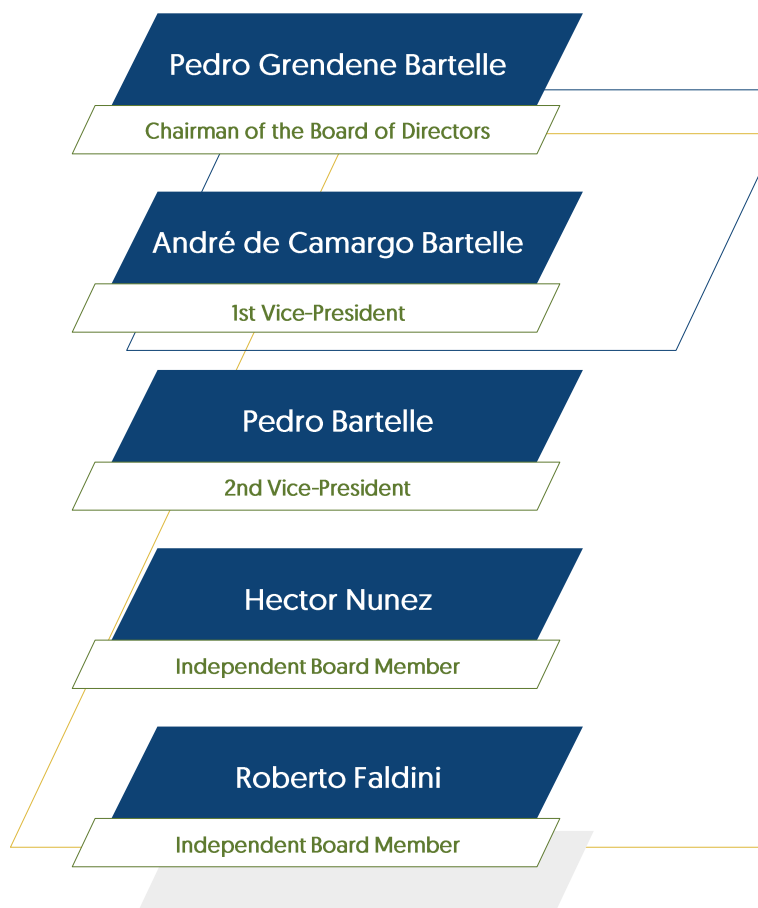 Pedro Grendene Bartelle
Chairman of the Board of Directors
André de Camargo Bartelle
1st Vice-President
Pedro Bartelle
2nd Vice-President
Hector Nunez
Independent Board Member
Roberto Faldini
Independent Board Member